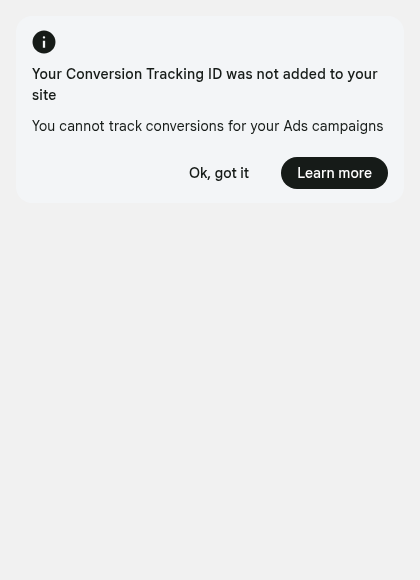 Your Conversion Tracking ID was not added to your
site
You cannot track conversions for your Ads campaigns
Ok, got it
Learn more